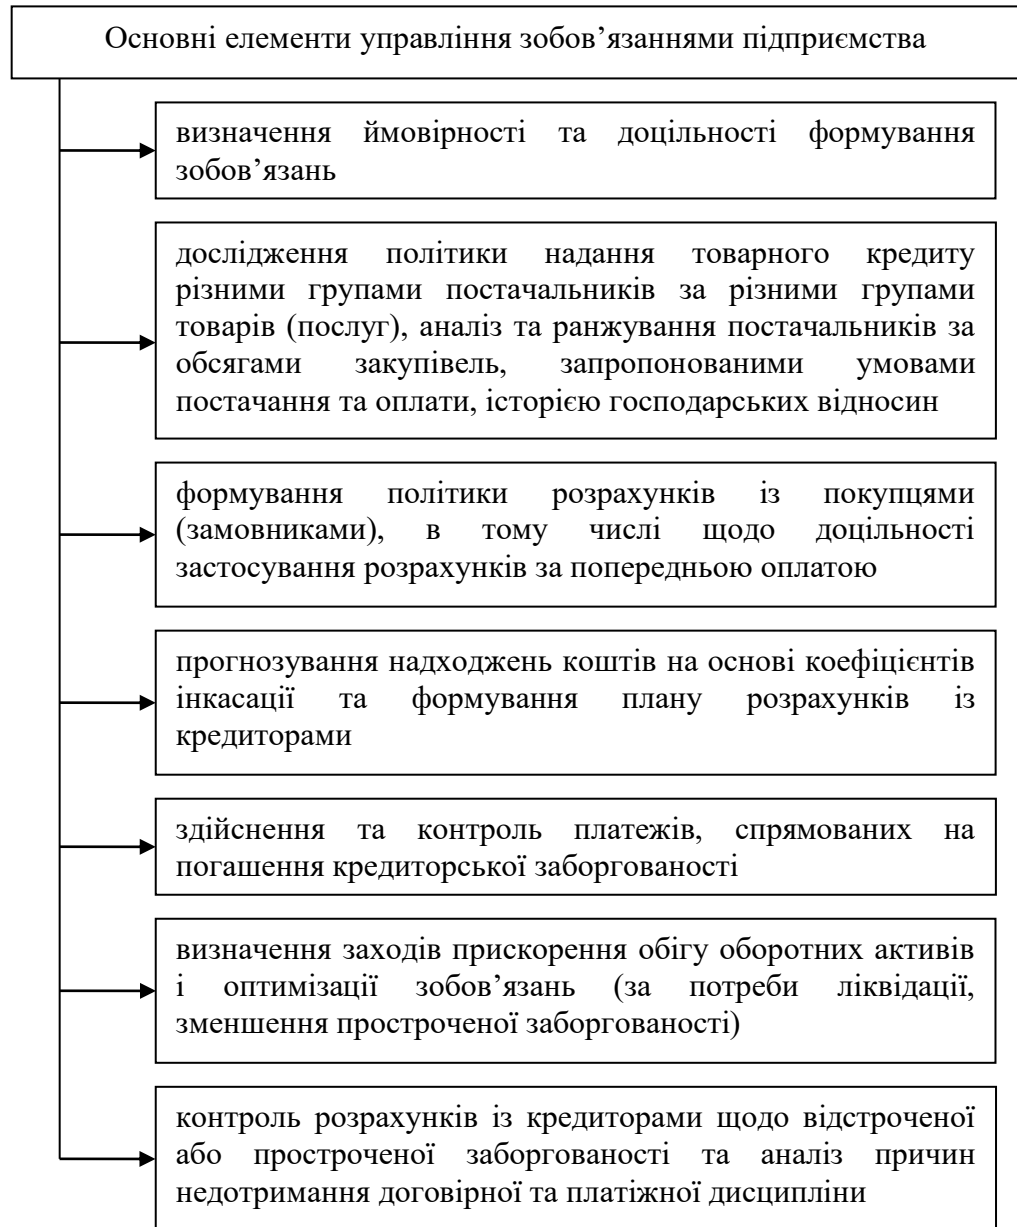 Основні елементи управління зобов’язаннями підприємства
визначення ймовірності та доцільності формування
зобов’язань
дослідження політики надання товарного кредиту
різними групами постачальників за різними групами
товарів (послуг), аналіз та ранжування постачальників за
обсягами закупівель, запропонованими умовами
постачання та оплати, історією господарських відносин
формування політики розрахунків із покупцями
(замовниками), в тому числі щодо доцільності
застосування розрахунків за попередньою оплатою
прогнозування надходжень коштів на основі коефіцієнтів
інкасації та формування плану розрахунків із
кредиторами
здійснення та контроль платежів, спрямованих на
погашення кредиторської заборгованості
визначення заходів прискорення обігу оборотних активів
і оптимізації зобов’язань (за потреби ліквідації,
зменшення простроченої заборгованості)
контроль розрахунків із кредиторами щодо відстроченої
або простроченої заборгованості та аналіз причин
недотримання договірної та платіжної дисципліни